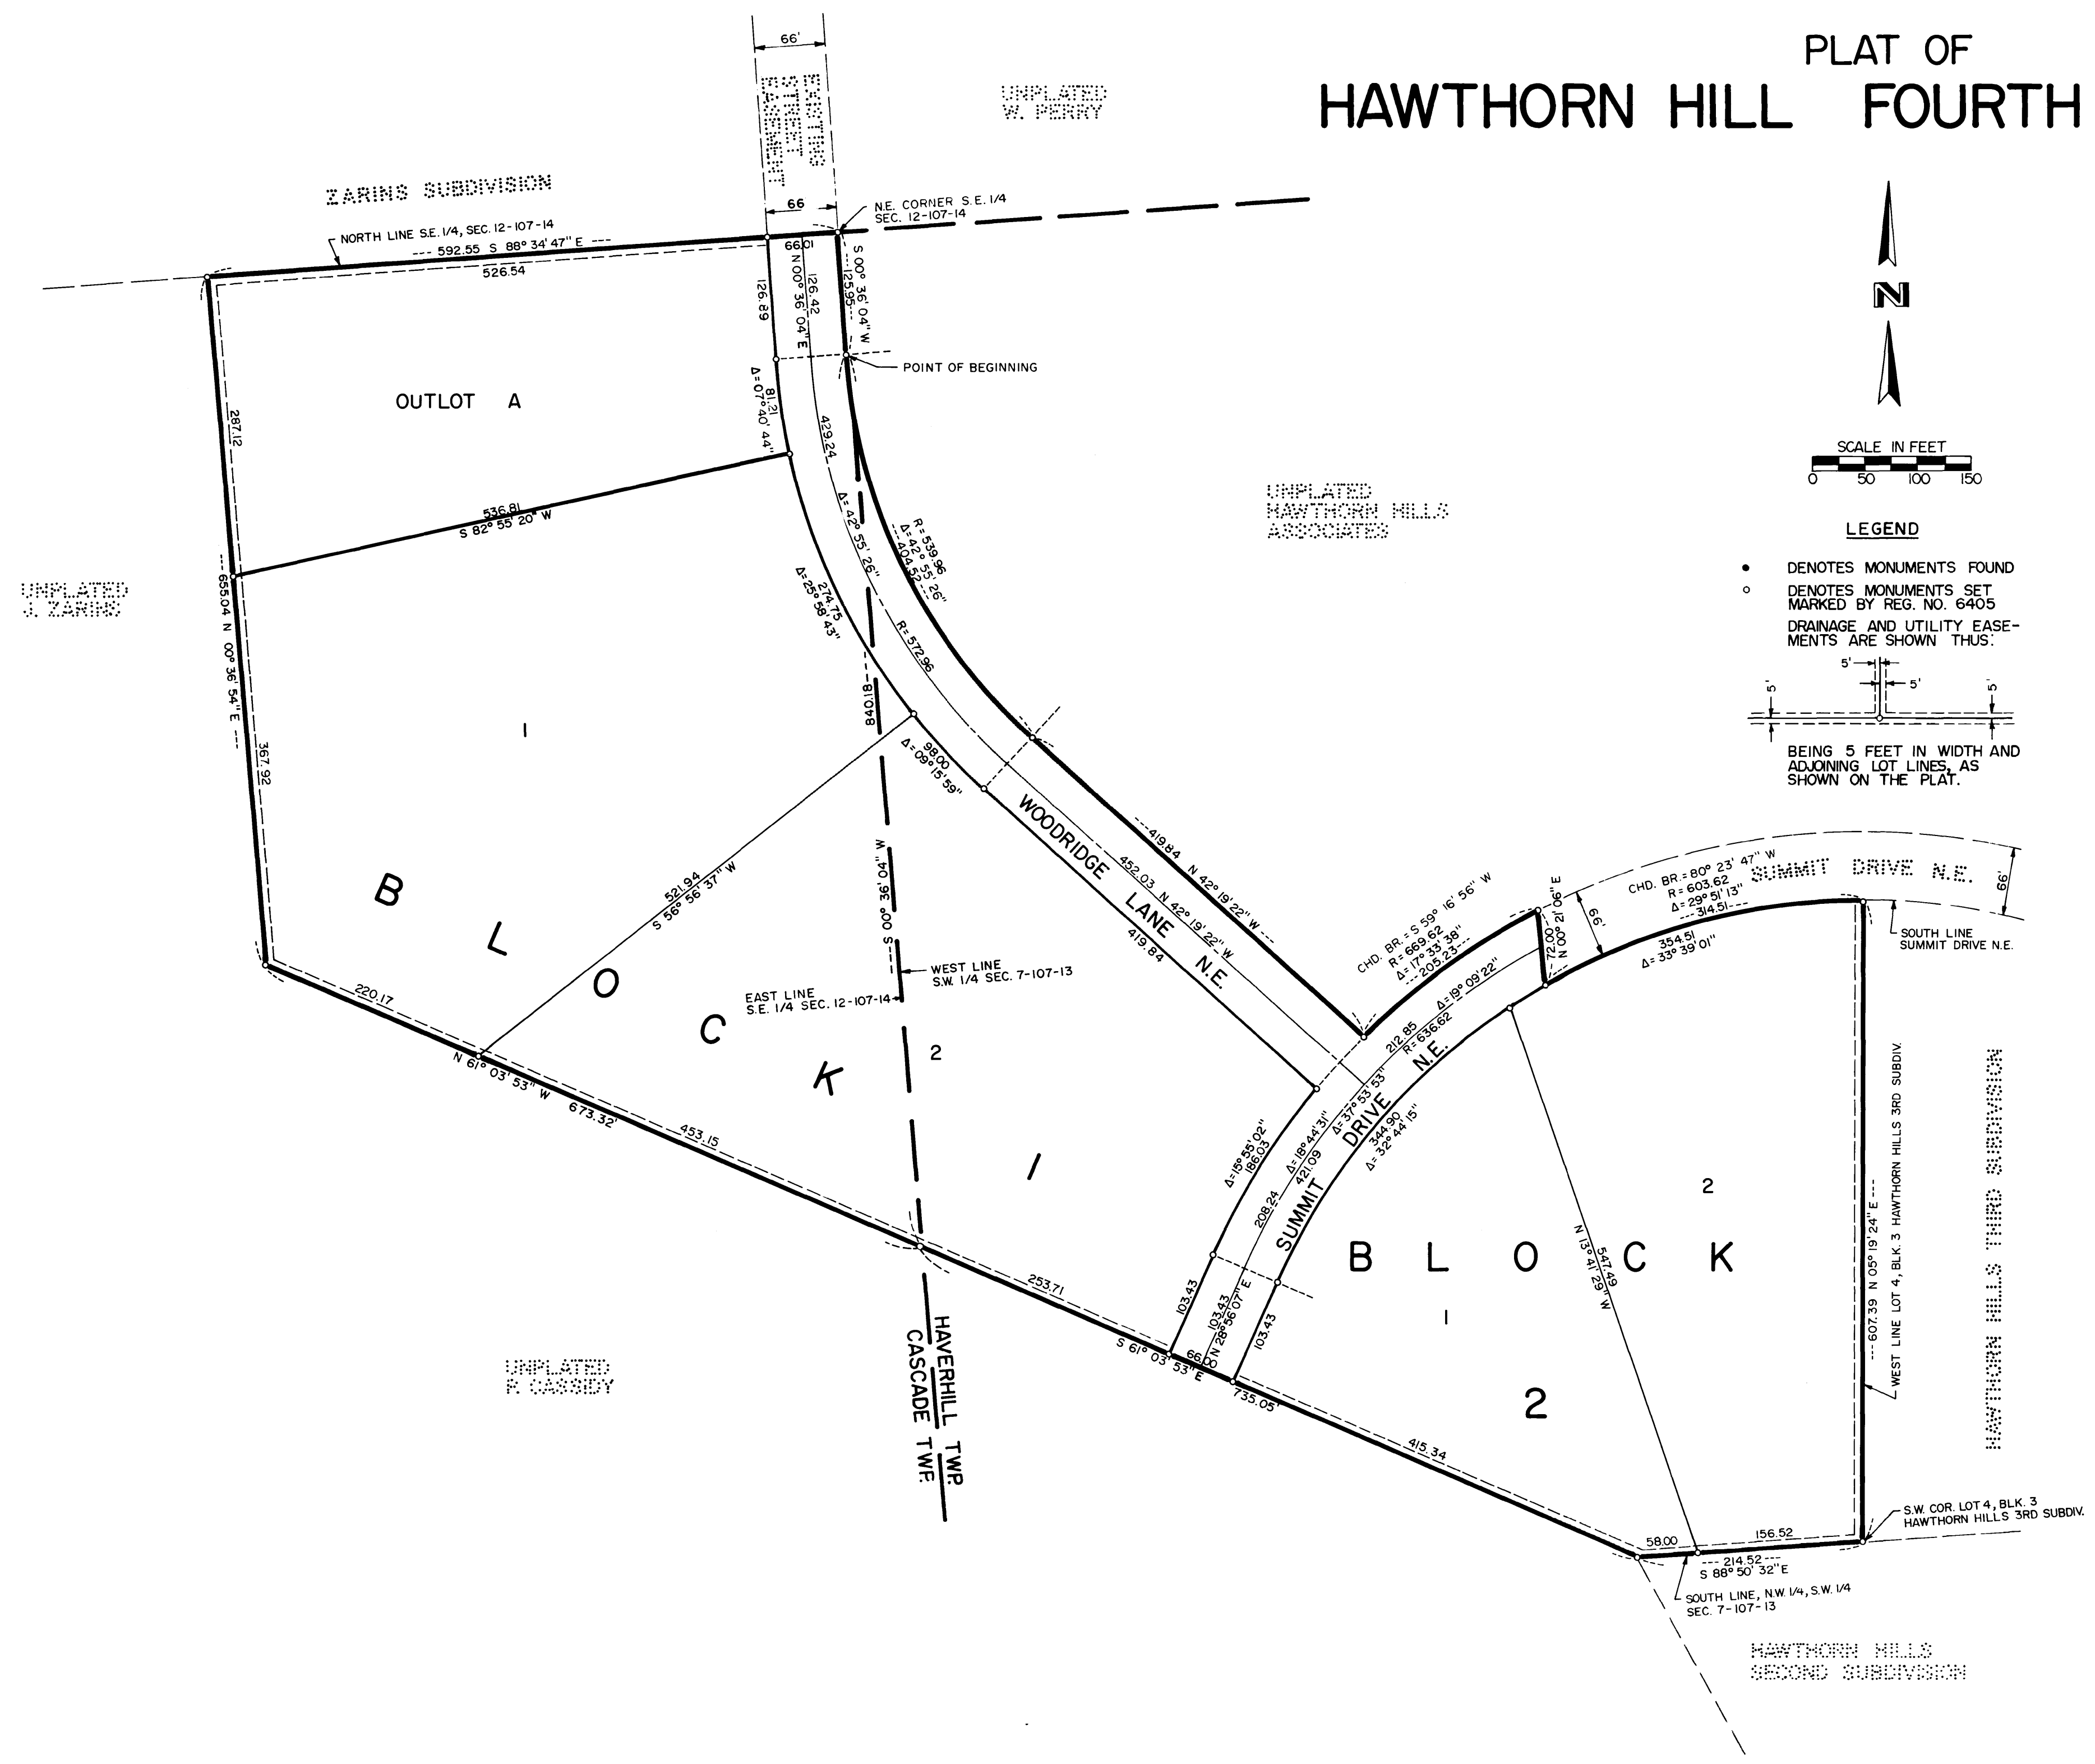 PLAT OF
HAWTHORN HILL FOURTH
66'
UNPLATED
W. PERRY
ZARINS SUBDIVISION
66
N.E. CORNER S.E. 1/4
SEC. 12-107-14
NORTH LINE S.E. 1/4, SEC. 12-107-14
--- 592.55 S 88° 34' 47" E ---
526.54
66.01
126.89
N 00° 36' 04" E
126.42
---125.95---
S 00° 36' 04" W
POINT OF BEGINNING
OUTLOT A
287.12
81.21
Δ=07° 40' 44"
429.24
Δ= 42° 55' 26"
R= 572.96
536.81
S 82° 55' 20" W
R= 539.96
Δ= 42° 55' 26"
---404.52---
UNPLATED
HAWTHORN HILLS
ASSOCIATES
UNPLATED
J. ZARINS
--- 655.04 N 00° 36' 54" E ---
367.92
274.75
Δ=25° 58' 43"
1
840.18---
98.00
Δ= 09° 15' 59"
521.94
S 56° 56' 37" W
---S 00° 36' 04" W
WOODRIDGE LANE N.E.
---419.84 N 42° 19' 22" W---
452.03 N 42° 19' 22" W
419.84
BLOCK 1
WEST LINE
S.W. 1/4 SEC. 7-107-13
EAST LINE
S.E. 1/4 SEC. 12-107-14
2
220.17
N 61° 03' 53" W
673.32'
453.15
253.71
S 61° 03' 53" E
66.00
735.05'
415.34
HAVERHILL TWP.
CASCADE TWP.
UNPLATED
P. CASSIDY
SCALE IN FEET
0 50 100 150
N
LEGEND
DENOTES MONUMENTS FOUND
DENOTES MONUMENTS SET
MARKED BY REG. NO. 6405
DRAINAGE AND UTILITY EASE-
MENTS ARE SHOWN THUS:
5'
5'
5'
5'
BEING 5 FEET IN WIDTH AND
ADJOINING LOT LINES, AS
SHOWN ON THE PLAT.
CHD. BR.= 80° 23' 47" W
R= 603.62
Δ= 29° 51' 13"
---314.51---
SUMMIT DRIVE N.E.
66'
66'
354.51
Δ= 33° 39' 01"
SOUTH LINE
SUMMIT DRIVE N.E.
CHD. BR. = S 59° 16' 56" W
R= 669.62
Δ= 17° 33' 38"
---205.23---
72.00
N 00° 21' 06" E
Δ=19° 09' 22"
212.85
R= 636.62
Δ= 37° 53' 53"
Δ= 18° 44' 31"
421.09
208.24
SUMMIT DRIVE N.E.
344.90
Δ= 32° 44' 15"
Δ=15° 55' 02"
186.03
103.43
103.43
N 28° 56' 07" E
103.43
BLOCK
2
1
2
547.49
N 13° 41' 29" W
--- 607.39 N 05° 19' 24" E ---
WEST LINE LOT 4, BLK. 3 HAWTHORN HILLS 3RD SUBDIV.
HAWTHORN HILLS THIRD SUBDIVISION
S.W. COR. LOT 4, BLK. 3
HAWTHORN HILLS 3RD SUBDIV.
58.00
156.52
---214.52---
S 88° 50' 32" E
SOUTH LINE, N.W. 1/4, S.W. 1/4
SEC. 7-107-13
HAWTHORN HILLS
SECOND SUBDIVISION